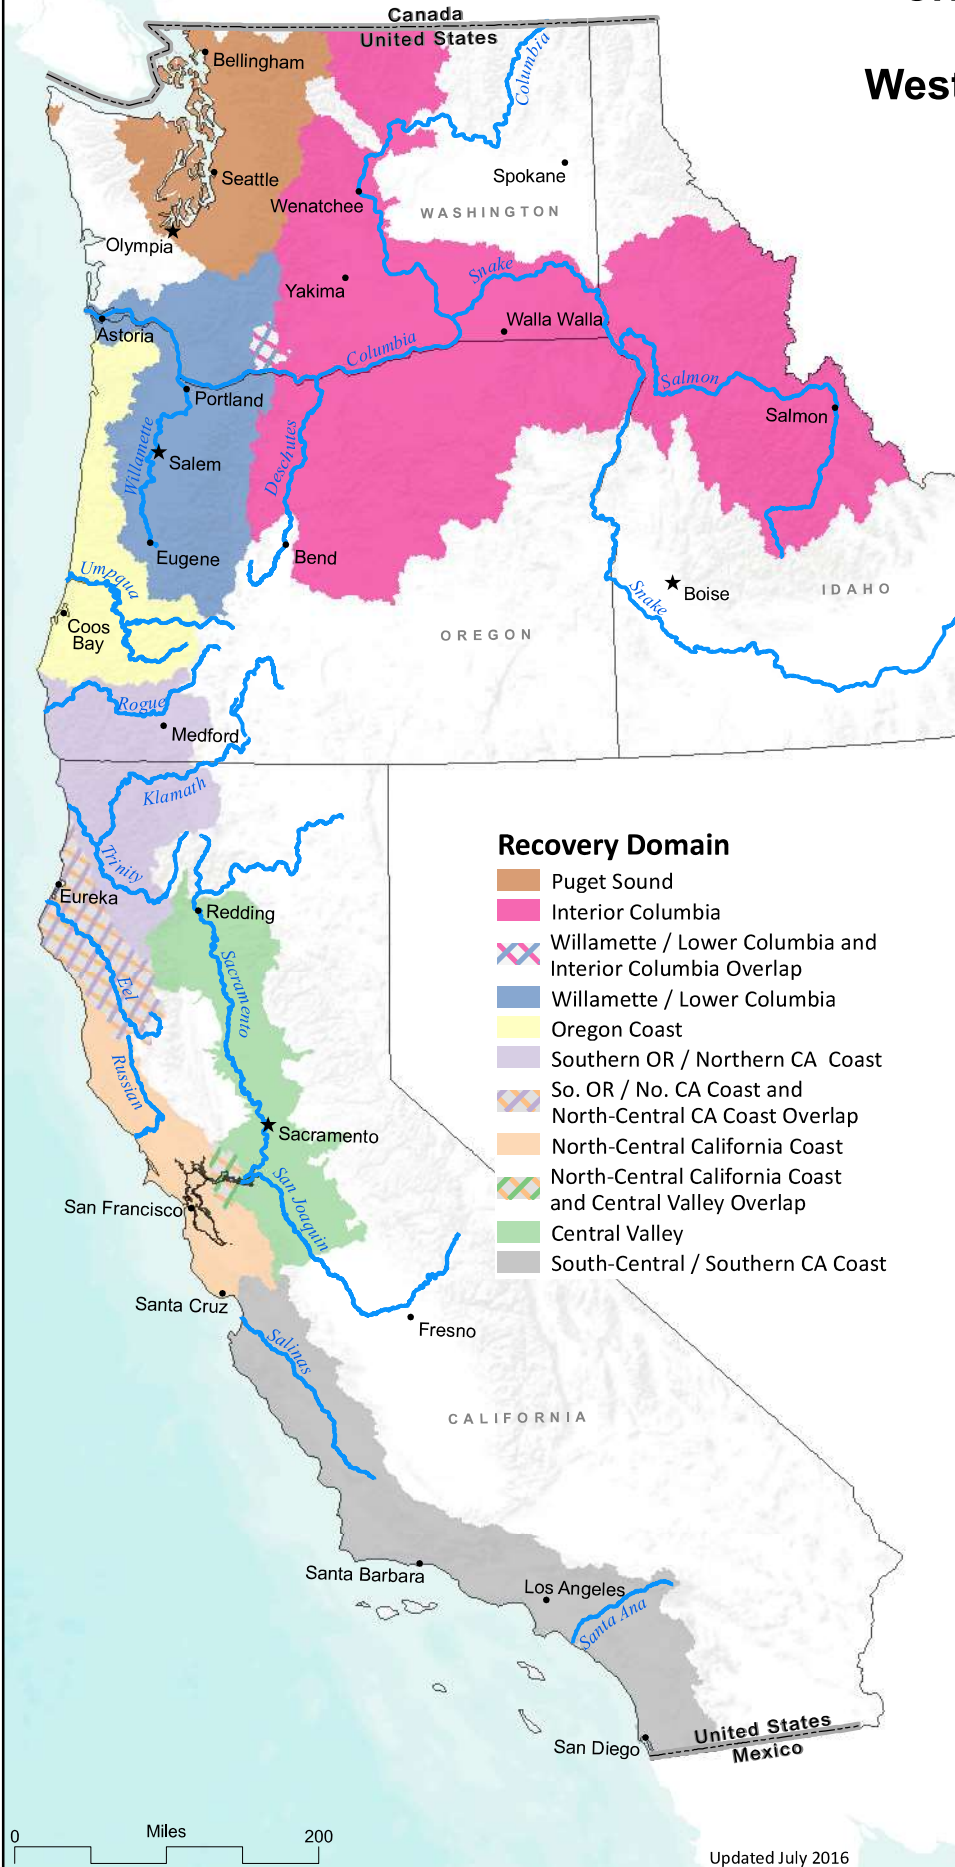 Canada
United States
West
Bellingham
Columbia
Spokane
Seattle
Wenatchee
WASHINGTON
Olympia
Snake
Yakima
Walla Walla
Astoria
Columbia
Salmon
Portland
Salmon
Willamette
Deschutes
Salem
Eugene
Bend
Umpqua
Snake
Boise
IDAHO
Coos
Bay
OREGON
Rogue
Medford
Klamath
Trinity
Eureka
Redding
Sacramento
Eel
Russian
Sacramento
San Joaquin
San Francisco
Santa Cruz
Fresno
Salinas
CALIFORNIA
Santa Barbara
Los Angeles
Santa Ana
San Diego
United States
Mexico
Recovery Domain
Puget Sound
Interior Columbia
Willamette / Lower Columbia and
Interior Columbia Overlap
Willamette / Lower Columbia
Oregon Coast
Southern OR / Northern CA Coast
So. OR / No. CA Coast and
North-Central CA Coast Overlap
North-Central California Coast
North-Central California Coast
and Central Valley Overlap
Central Valley
South-Central / Southern CA Coast
0 Miles 200
Updated July 2016